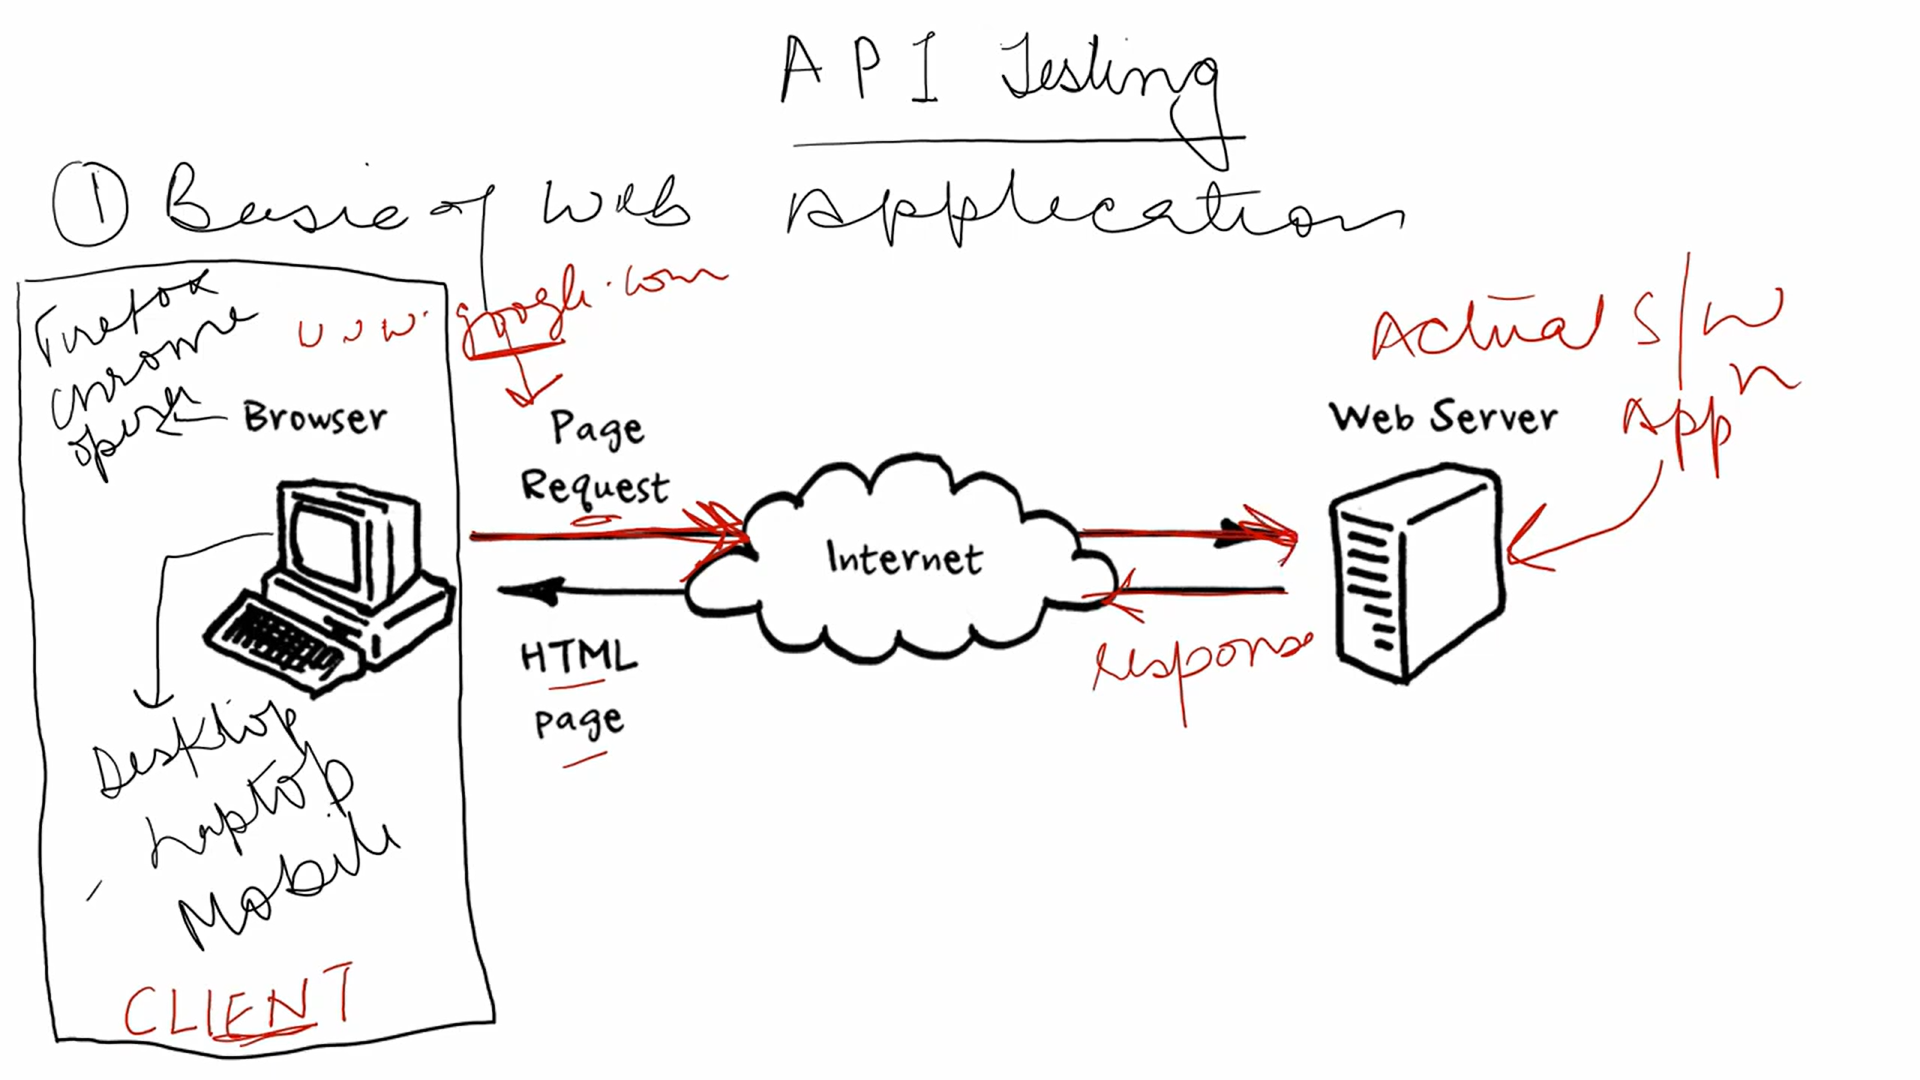 API Testing
① Basic of Web Application
Firefox
chrome
opera
www.google.com
Browser
Page
Request
Internet
HTML
page
Response
Web Server
Actual S/W
App
Desktop
Laptop
Mobile
CLIENT